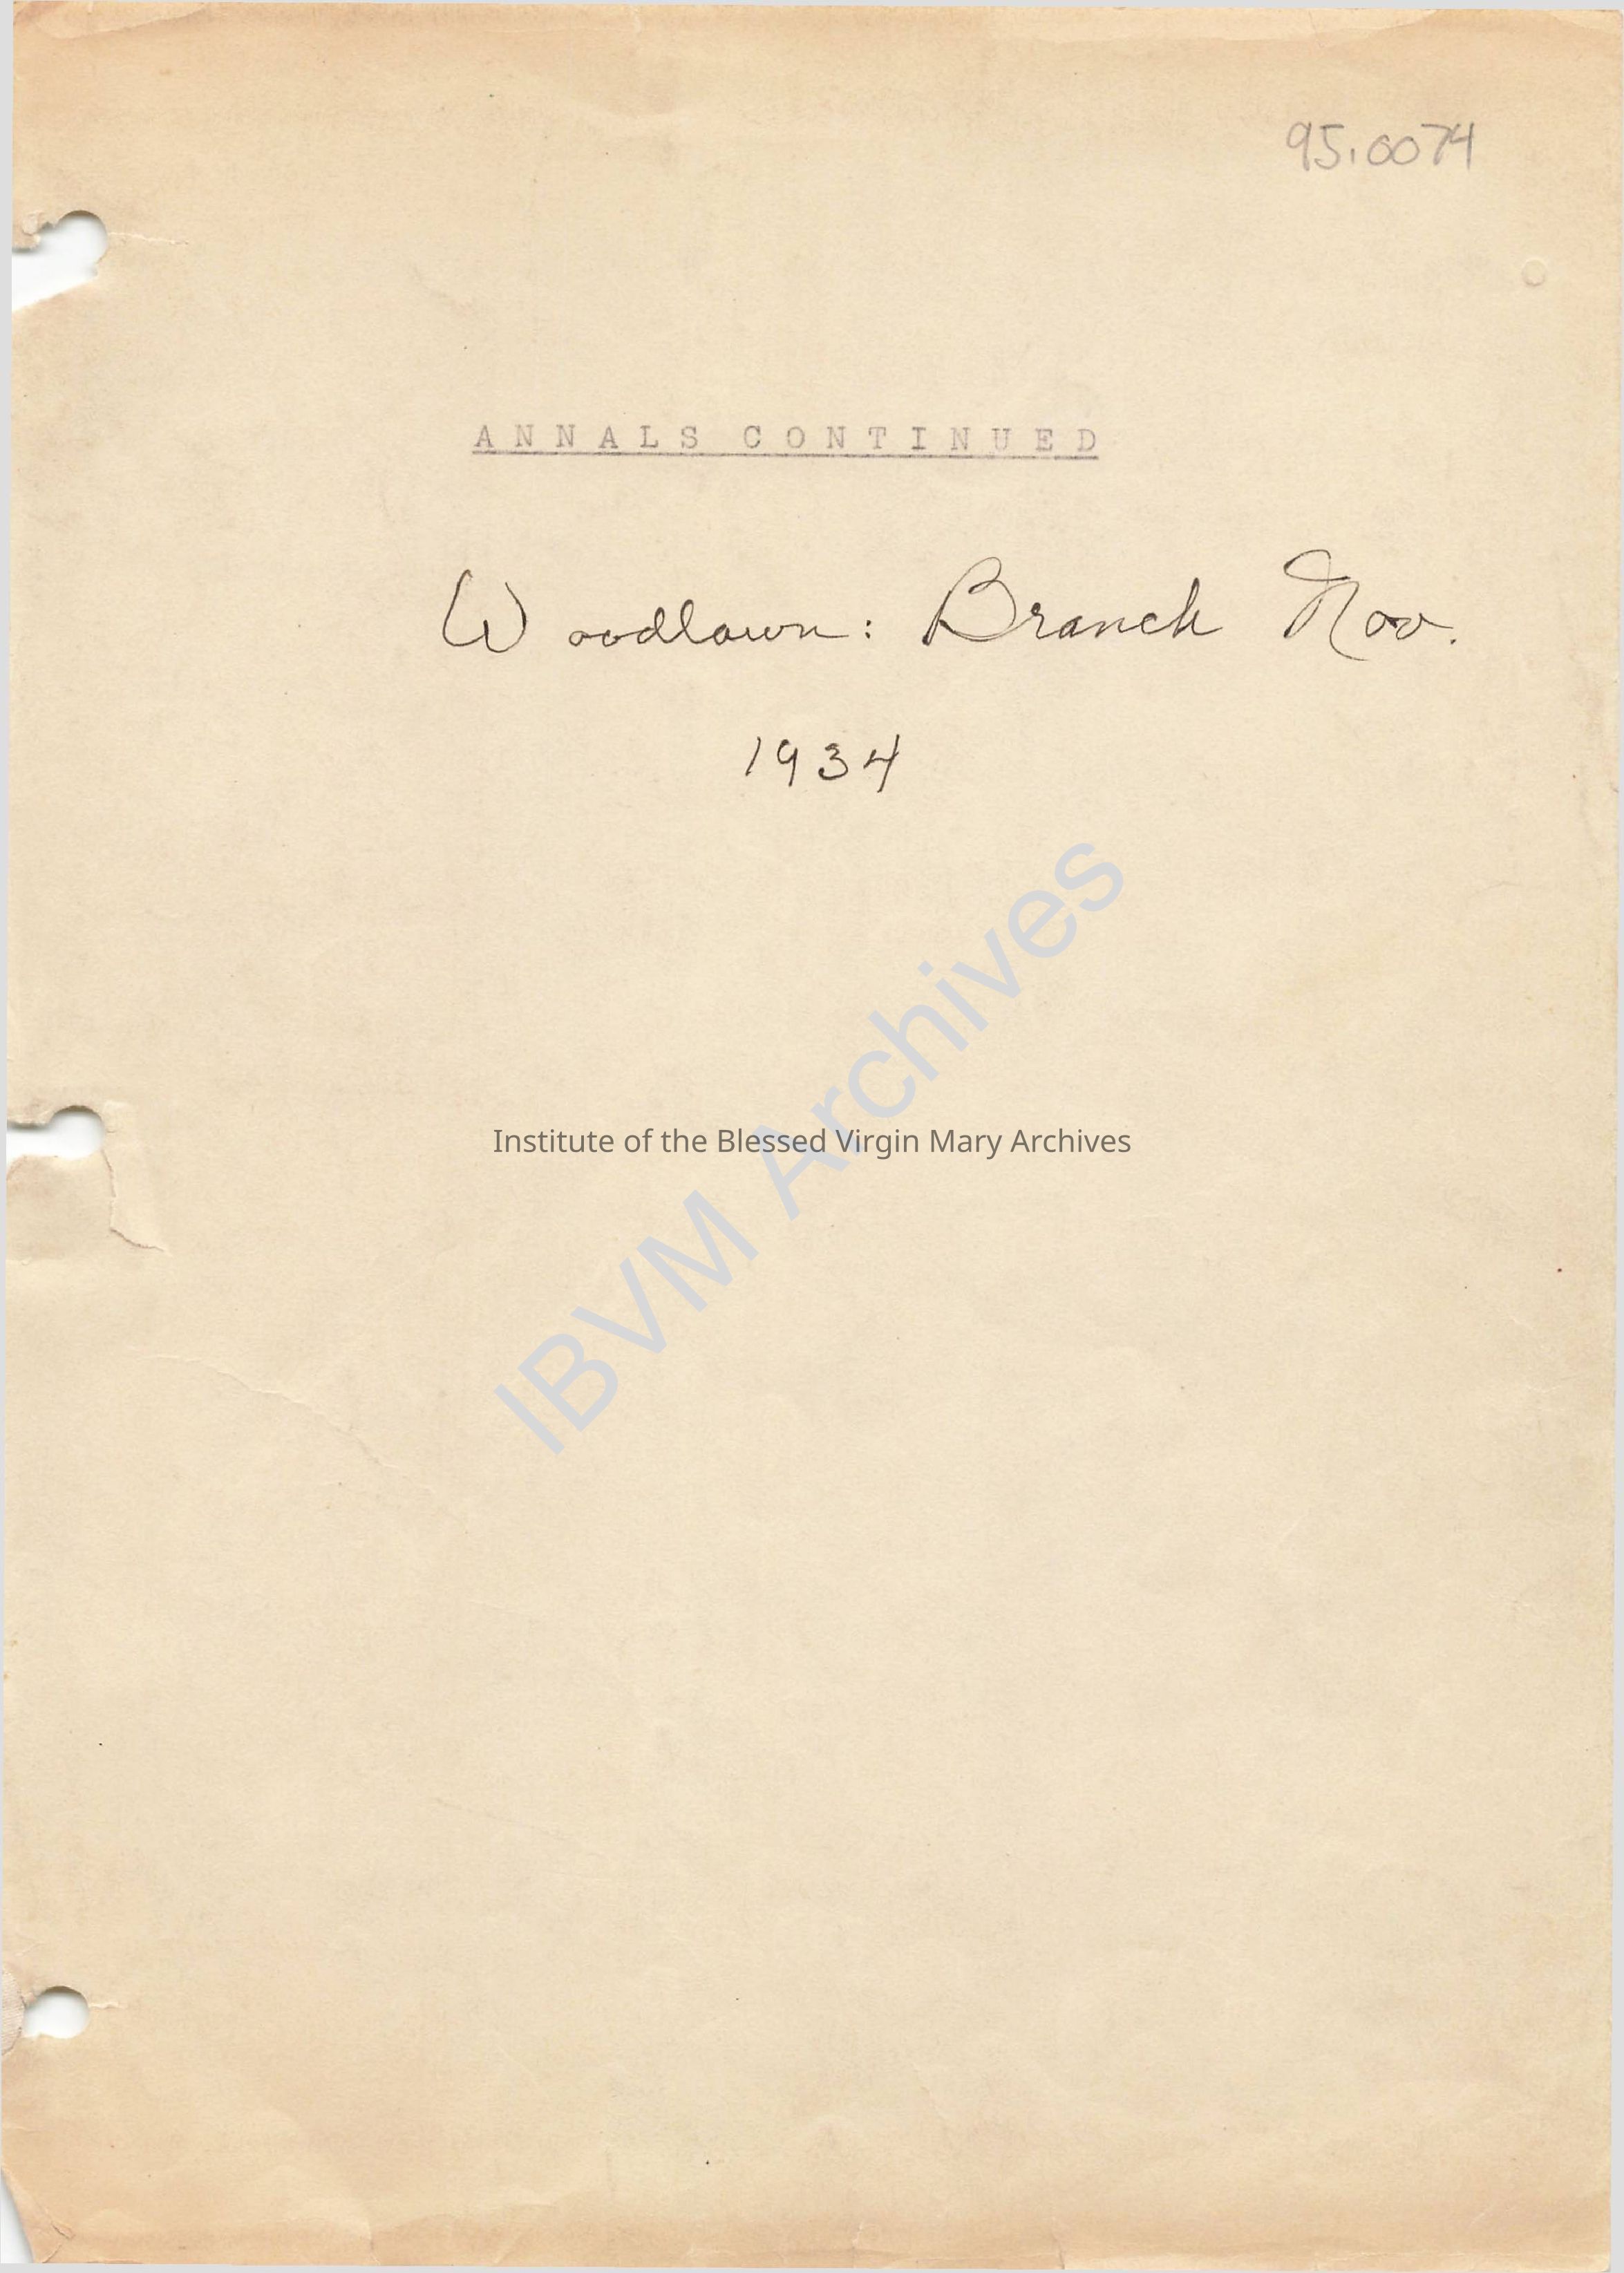 95.0074
ANNALS CONTINUED
Woodlawn: Branch Nov.
1934
IBVM Archives
Institute of the Blessed Virgin Mary Archives